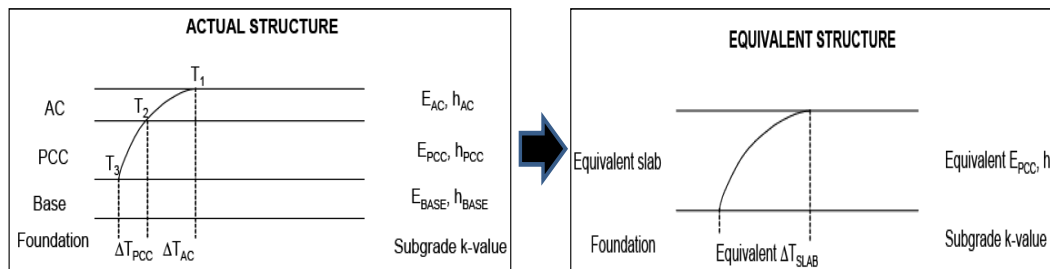 ACTUAL STRUCTURE
T1
AC
T2
EAC, hAC
PCC
T3
EPCC, hPCC
Base
EBASE, hBASE
Foundation
ΔTPCC
ΔTAC
Subgrade k-value
EQUIVALENT STRUCTURE
Equivalent slab
Equivalent EPCC, h
Foundation
Equivalent ΔTSLAB
Subgrade k-value